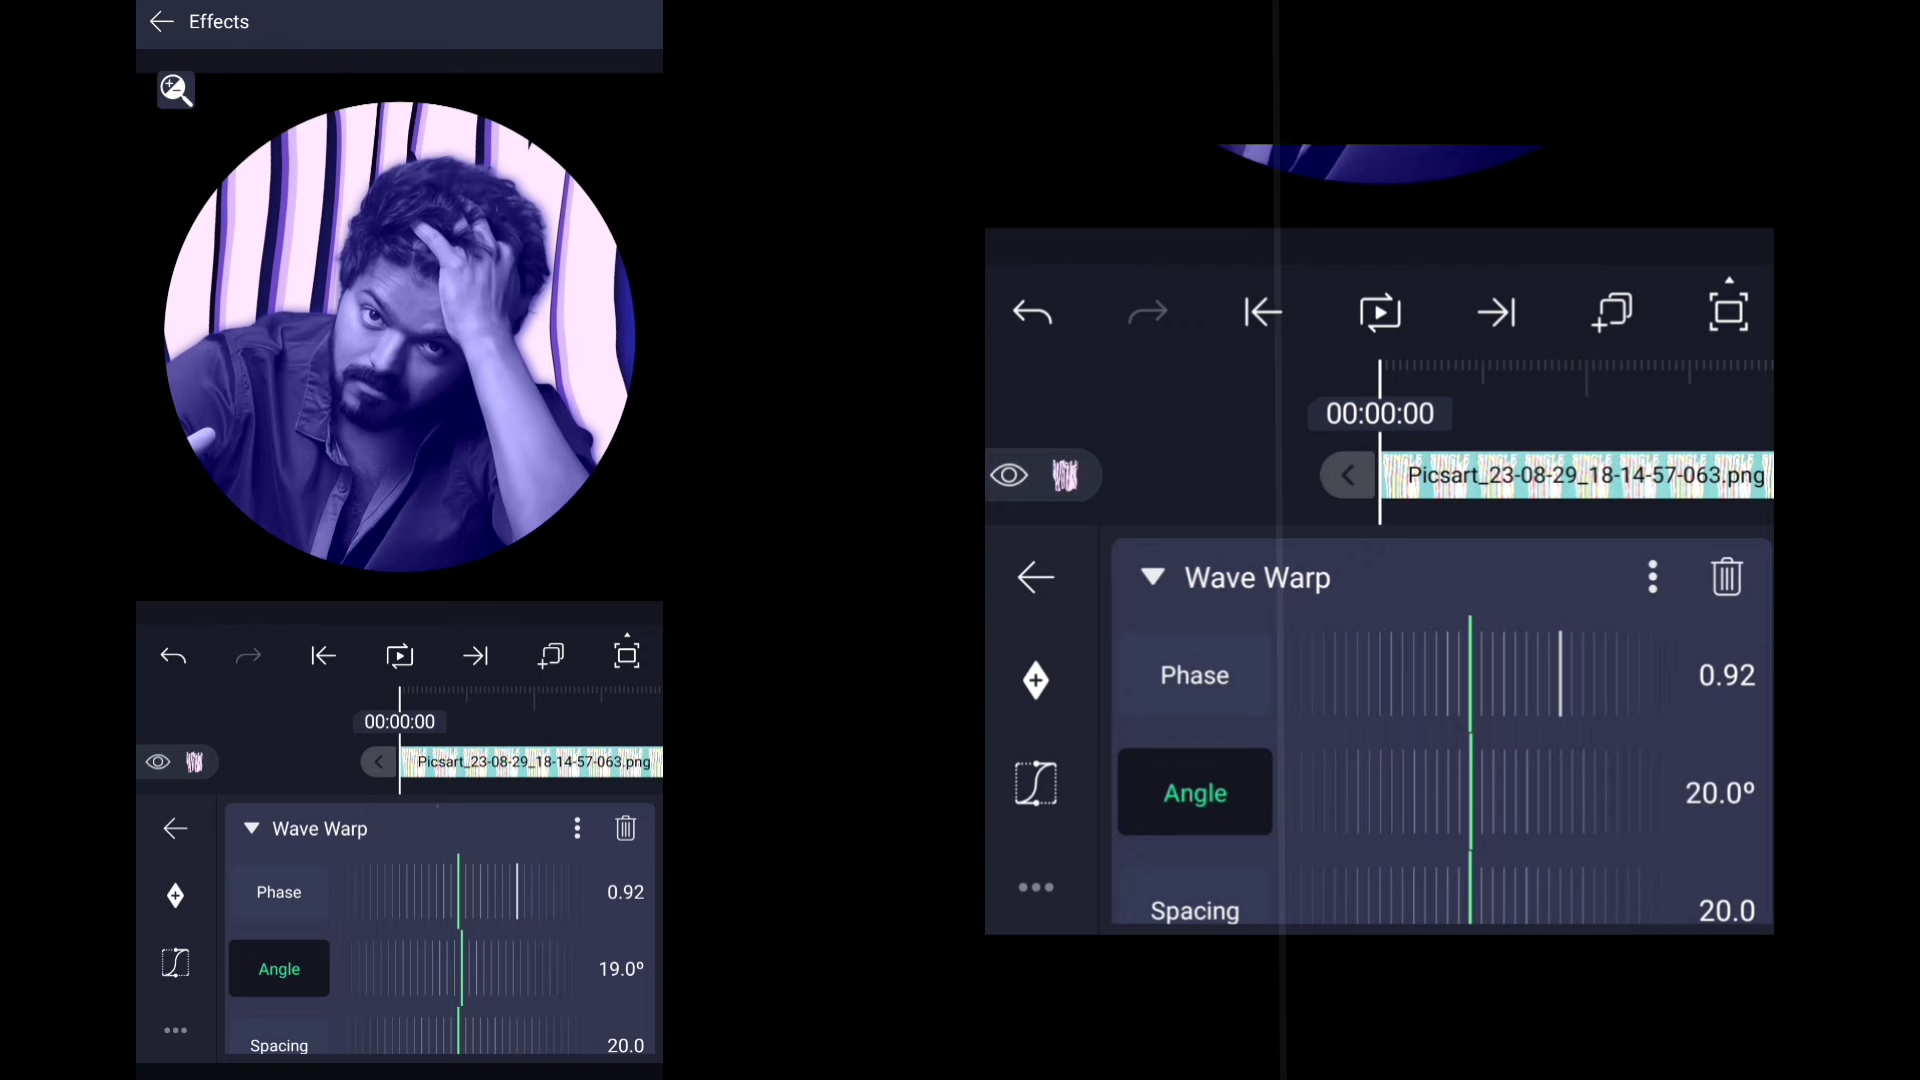 Effects
00:00:00
Picsart_23-08-29_18-14-57-063.png
Wave Warp
Phase
0.92
Angle
19.0º
Spacing
20.0
00:00:00
Picsart_23-08-29_18-14-57-063.png
Wave Warp
Phase
0.92
Angle
20.0º
Spacing
20.0